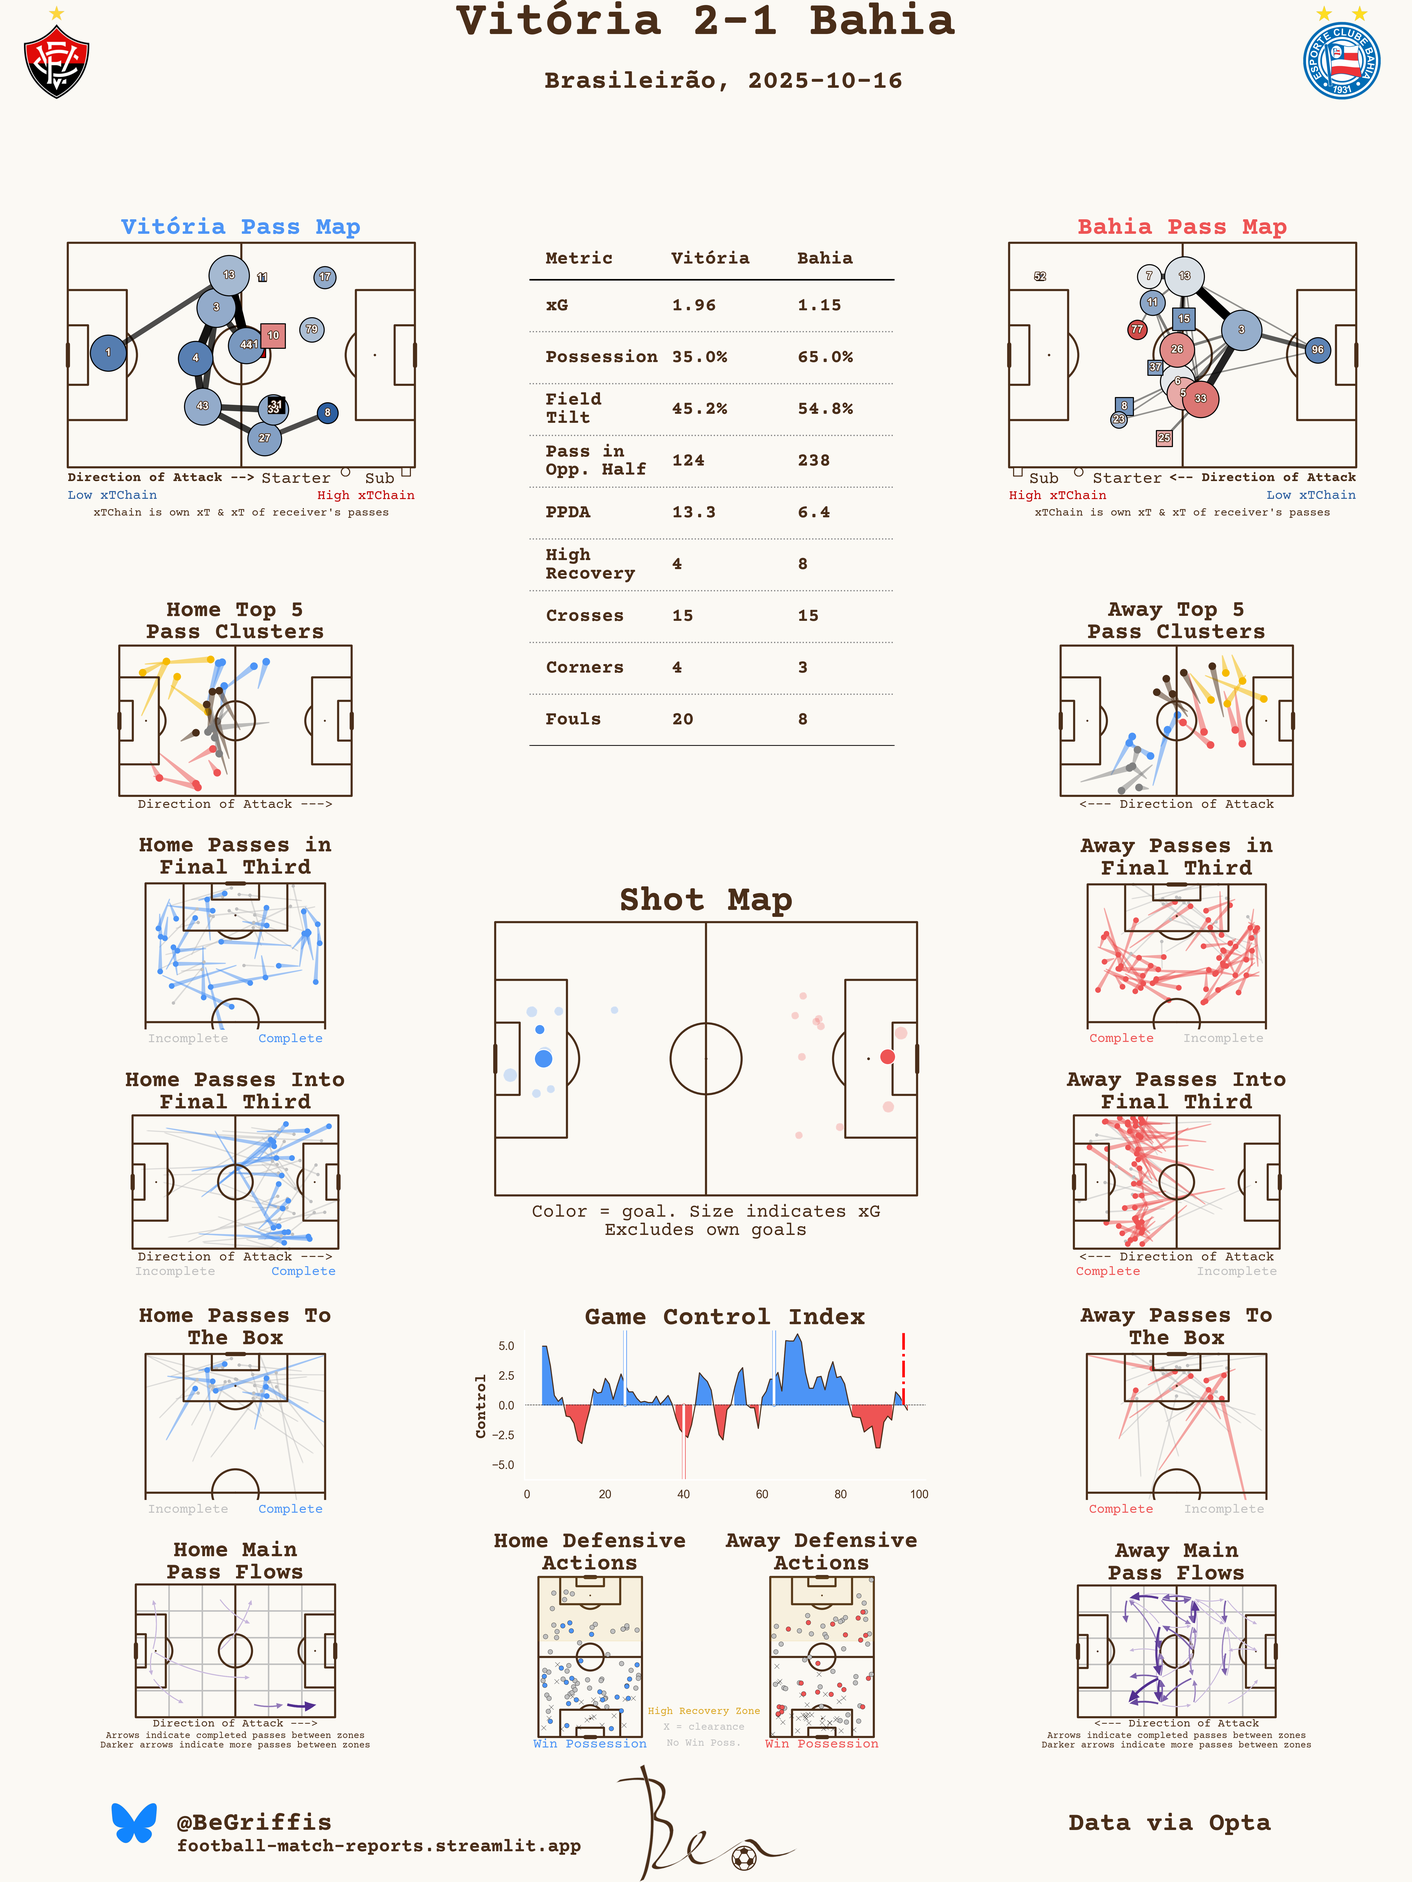 Vitória 2-1 Bahia
Brasileirão, 2025-10-16
ESPORTE CLUBE BAHIA
1931
Vitória Pass Map
13
11
17
3
10
79
441
1
4
43
31
33
8
27
Direction of Attack --> Starter Sub
Low xTChain High xTChain
xTChain is own xT & xT of receiver's passes
Metric Vitória Bahia
xG 1.96 1.15
Possession 35.0% 65.0%
Field
Tilt 45.2% 54.8%
Pass in
Opp. Half 124 238
PPDA 13.3 6.4
High
Recovery 4 8
Crosses 15 15
Corners 4 3
Fouls 20 8
Bahia Pass Map
52
7
13
11
15
77
3
26
96
37
6
5
33
8
23
25
Sub Starter <-- Direction of Attack
High xTChain Low xTChain
xTChain is own xT & xT of receiver's passes
Home Top 5
Pass Clusters
Direction of Attack --->
Away Top 5
Pass Clusters
<--- Direction of Attack
Home Passes in
Final Third
Incomplete Complete
Away Passes in
Final Third
Complete Incomplete
Shot Map
Color = goal. Size indicates xG
Excludes own goals
Home Passes Into
Final Third
Direction of Attack --->
Incomplete Complete
Away Passes Into
Final Third
<--- Direction of Attack
Complete Incomplete
Home Passes To
The Box
Incomplete Complete
Game Control Index
Control
5.0
2.5
0.0
−2.5
−5.0
0 20 40 60 80 100
Away Passes To
The Box
Complete Incomplete
Home Main
Pass Flows
Direction of Attack --->
Arrows indicate completed passes between zones
Darker arrows indicate more passes between zones
Home Defensive
Actions
Win Possession
High Recovery Zone
X = clearance
No Win Poss.
Away Defensive
Actions
Win Possession
Away Main
Pass Flows
<--- Direction of Attack
Arrows indicate completed passes between zones
Darker arrows indicate more passes between zones
@BeGriffis
football-match-reports.streamlit.app
Ben
Data via Opta